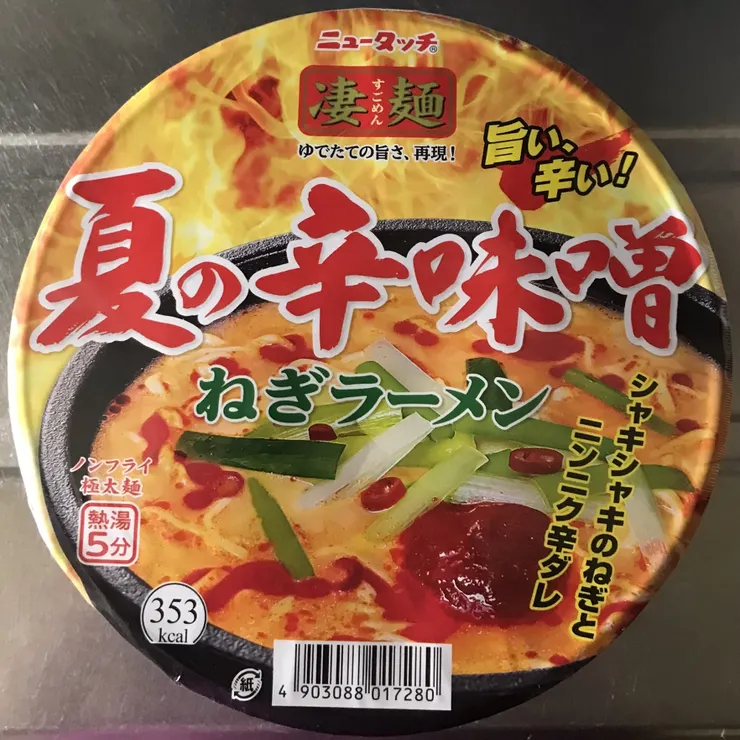 ニュータッチ®
凄麺
すごめん
ゆでたての旨さ、再現!
旨い、
辛い!
夏の辛味噌
ねぎラーメン
シャキシャキのねぎと
ニンニク辛ダレ
ノンフライ
極太麺
熱湯
5分
353
kcal
紙
4 903088 017280